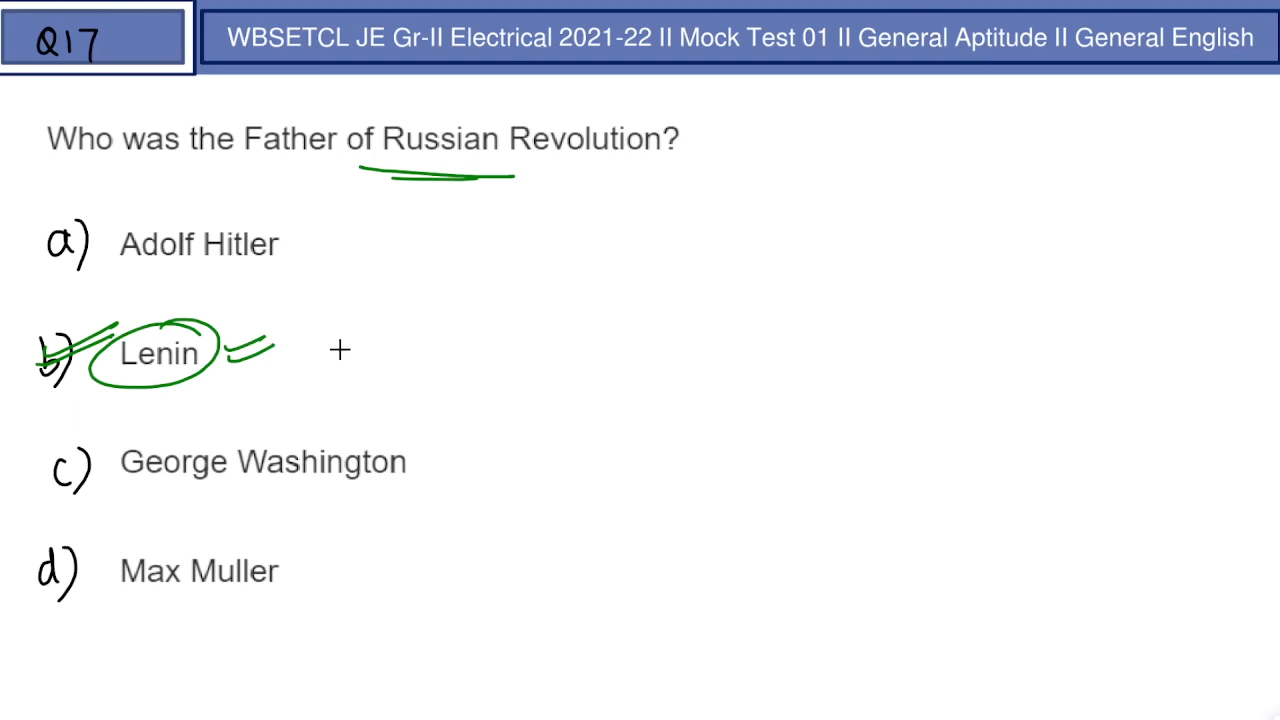 Q17
WBSETCL JE Gr-II Electrical 2021-22 II Mock Test 01 II General Aptitude II General English
Who was the Father of Russian Revolution?
a) Adolf Hitler
b) Lenin
c) George Washington
d) Max Muller